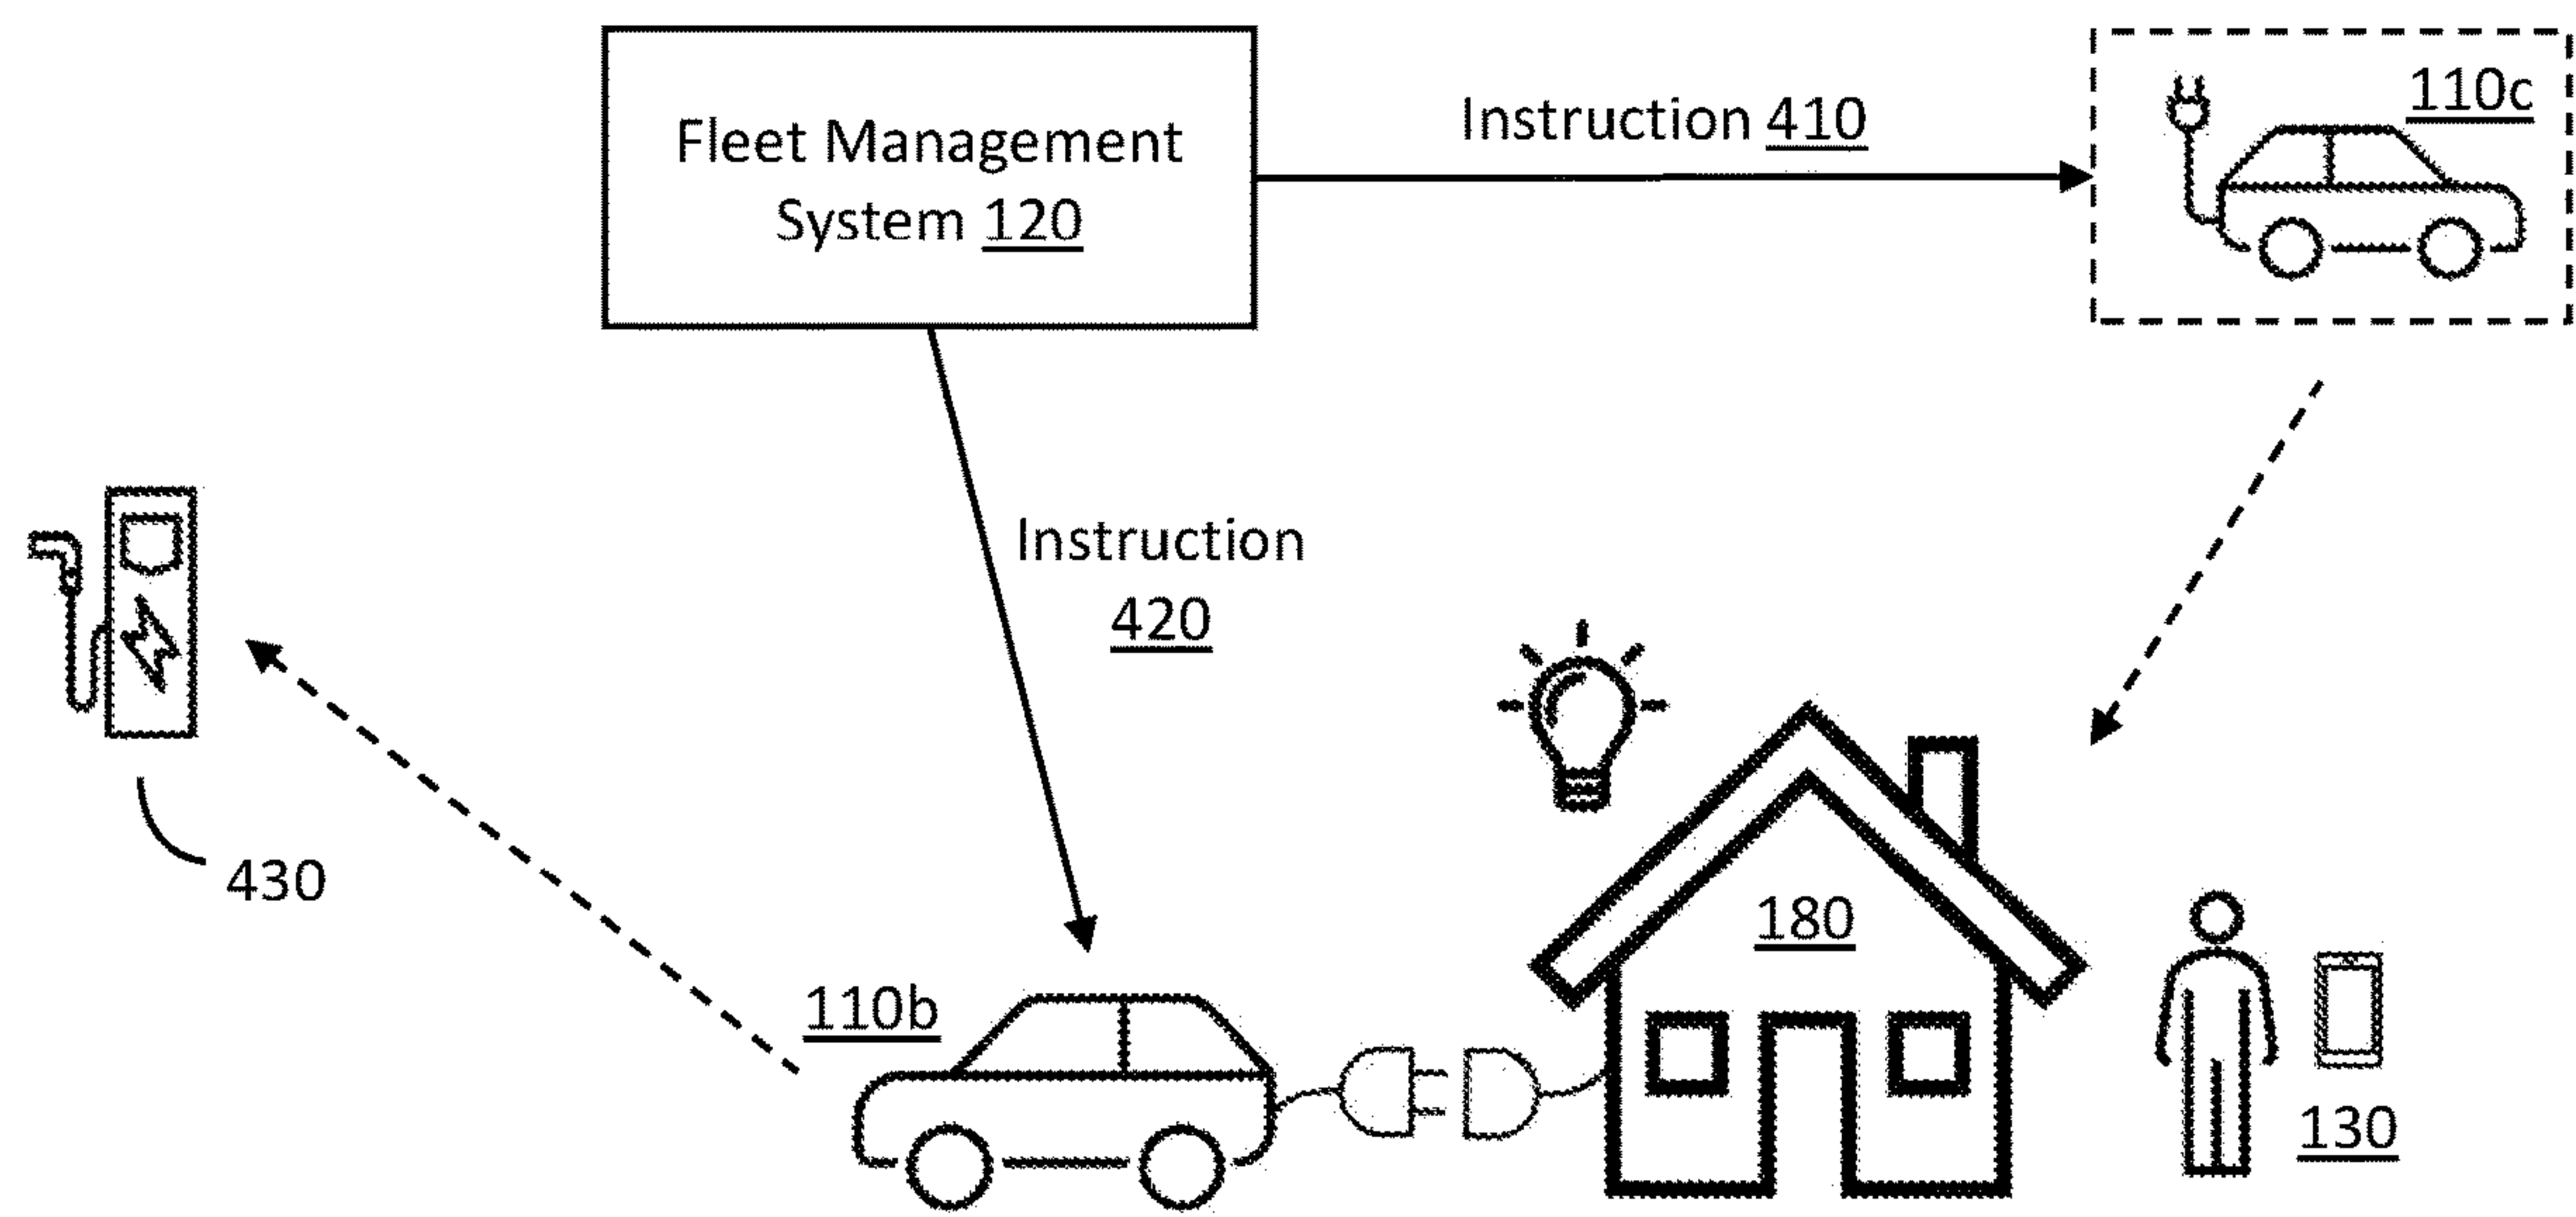 Fleet Management
System 120
Instruction 410
110c
Instruction
420
430
110b
180
130